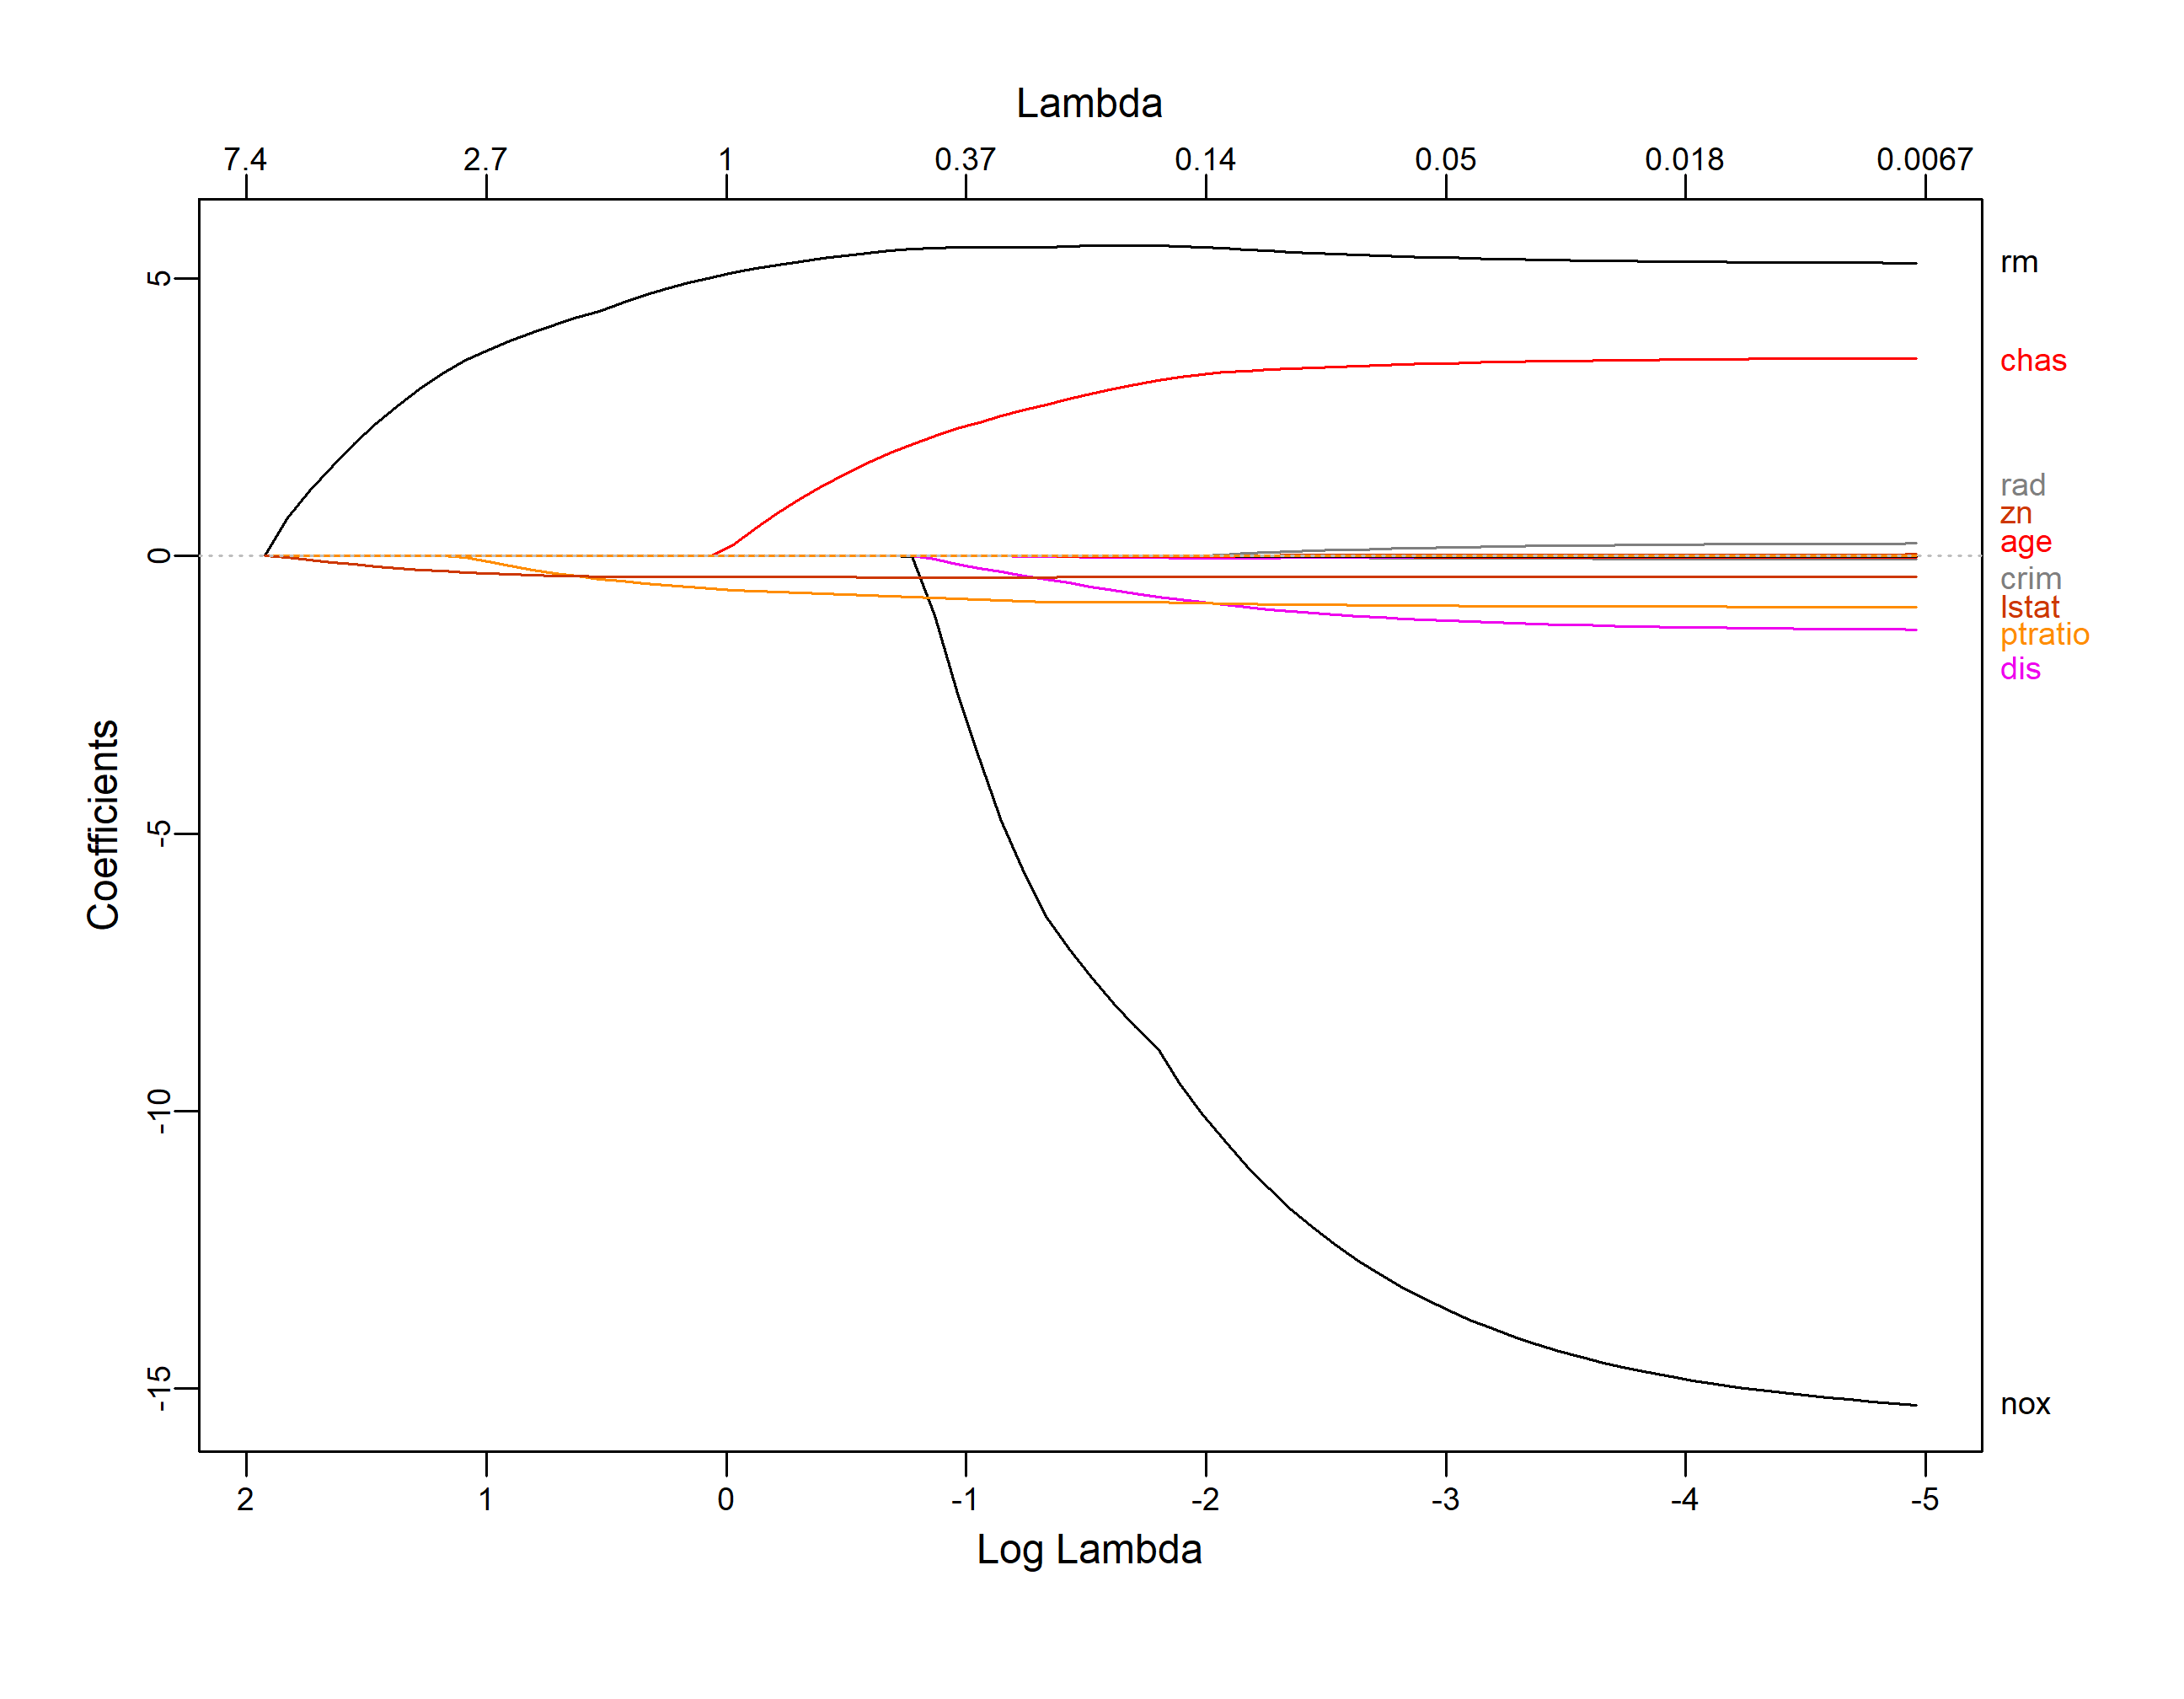 Lambda
7.4 2.7 1 0.37 0.14 0.05 0.018 0.0067
5
0
-5
-10
-15
Coefficients
rm
chas
rad
zn
age
crim
lstat
ptratio
dis
nox
2 1 0 -1 -2 -3 -4 -5
Log Lambda